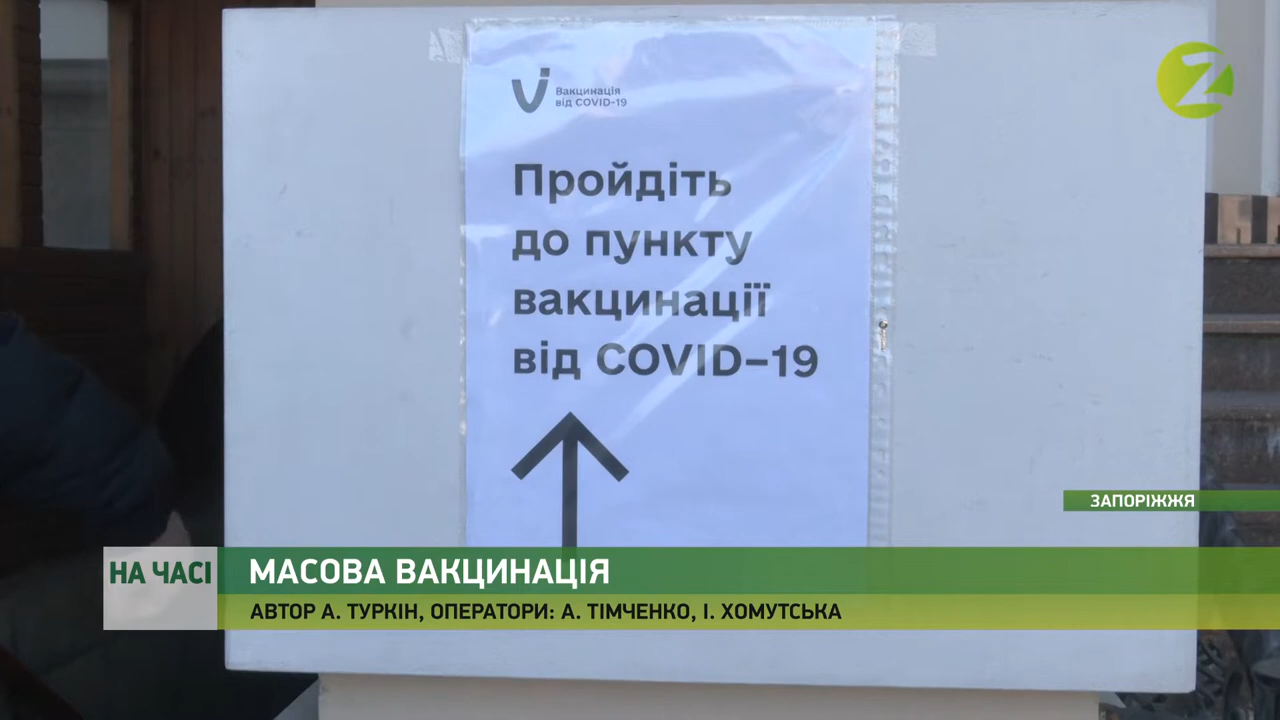 Вакцинація
від COVID-19
Пройдіть
до пункту
вакцинації
від COVID-19
ЗАПОРІЖЖЯ
НА ЧАСІ
МАСОВА ВАКЦИНАЦІЯ
АВТОР А. ТУРКІН, ОПЕРАТОРИ: А. ТІМЧЕНКО, І. ХОМУТСЬКА